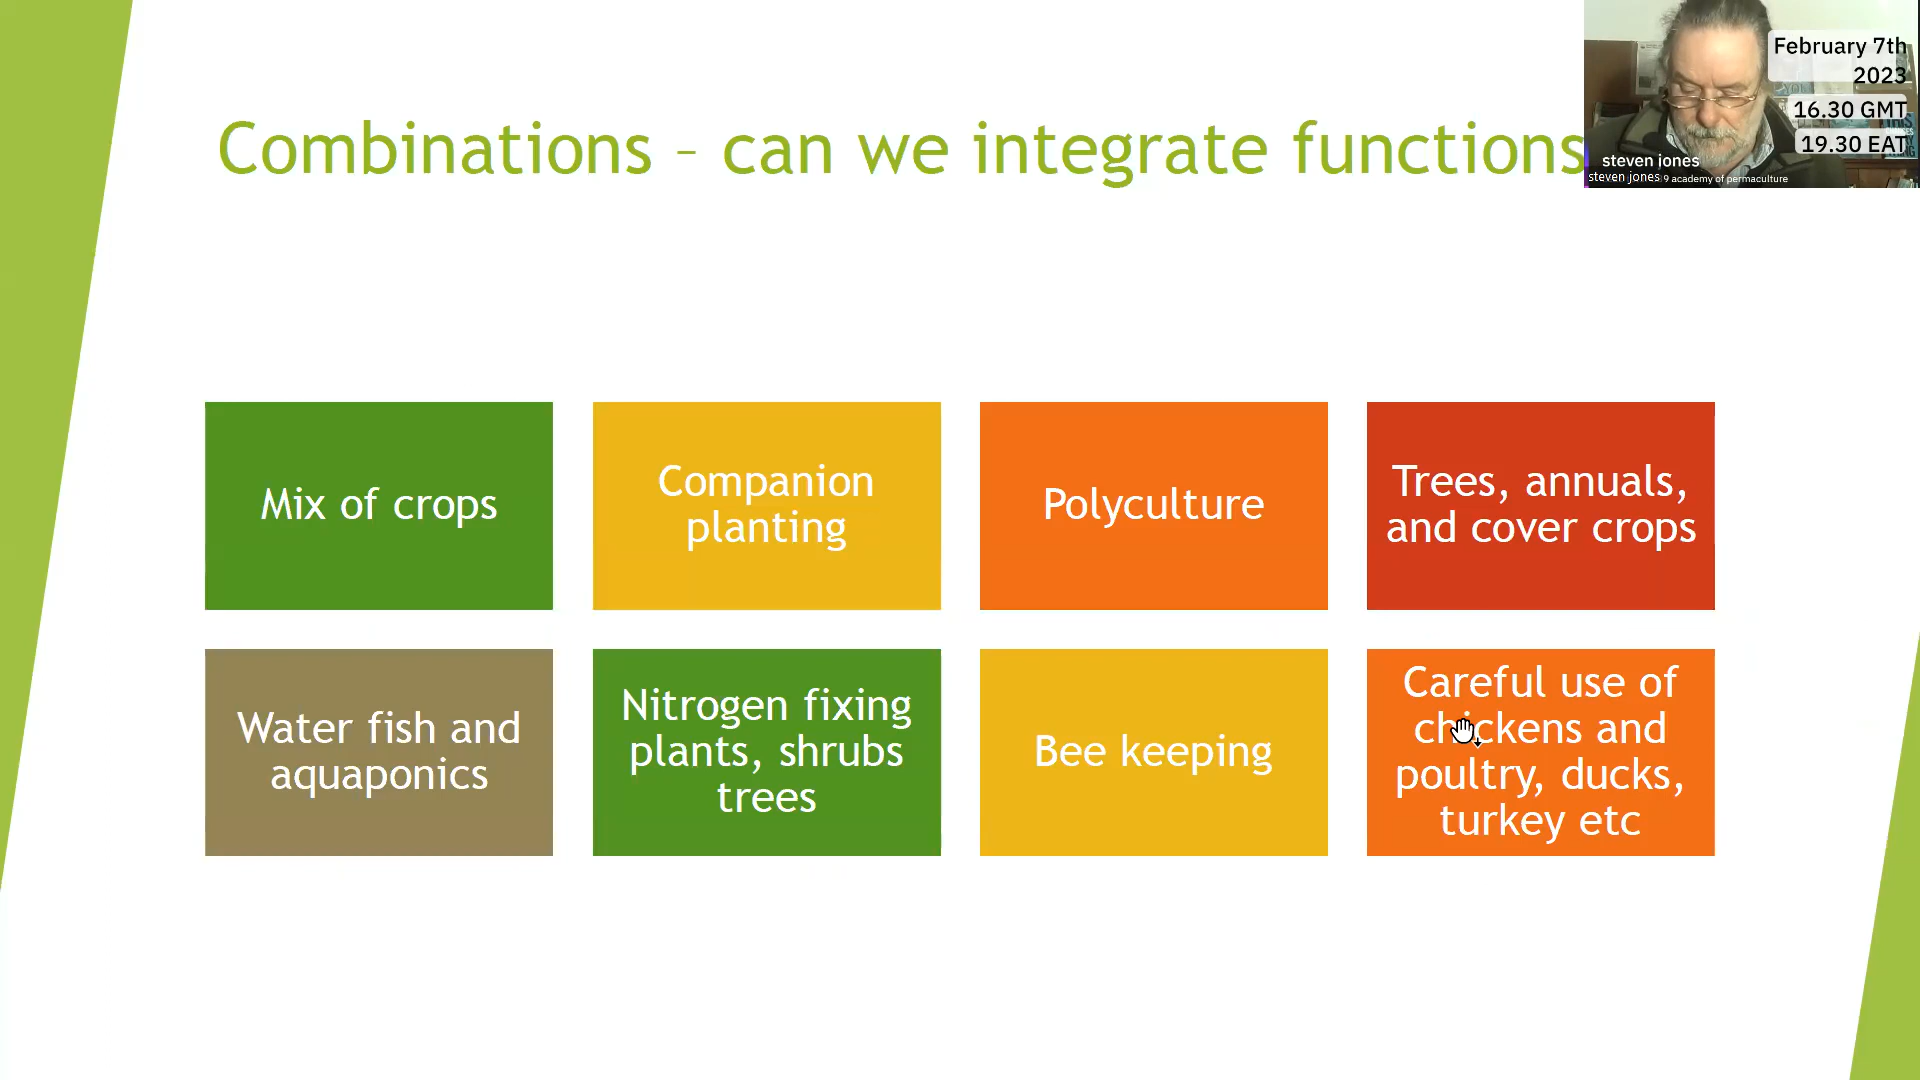 Combinations – can we integrate functions
February 7th
2023
16.30 GMT
19.30 EAT
steven jones
steven jones 9 academy of permaculture
Mix of crops
Companion
planting
Polyculture
Trees, annuals,
and cover crops
Water fish and
aquaponics
Nitrogen fixing
plants, shrubs
trees
Bee keeping
Careful use of
chickens and
poultry, ducks,
turkey etc